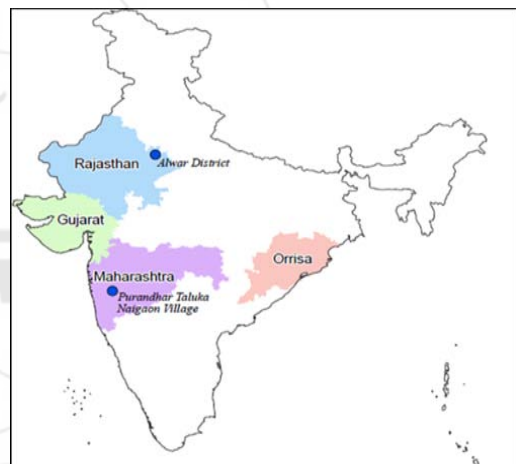 Rajasthan
Alwar District
Gujarat
Maharashtra
Orrisa
Purandhar Taluka
Naigaon Village